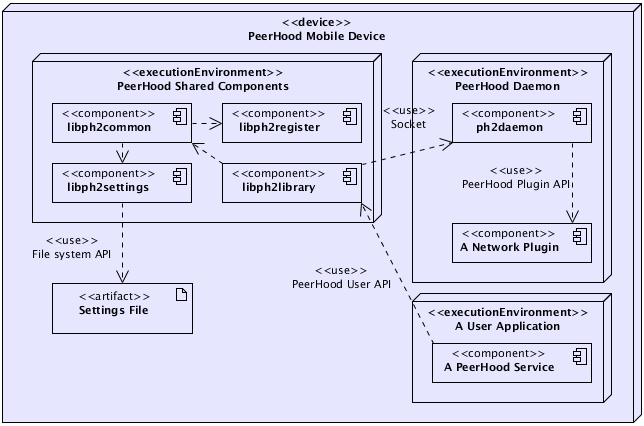 <<device>>
PeerHood Mobile Device
<<executionEnvironment>>
PeerHood Shared Components
<<component>>
libph2common
<<component>>
libph2register
<<component>>
libph2settings
<<component>>
libph2library
<<use>>
Socket
<<executionEnvironment>>
PeerHood Daemon
<<component>>
ph2daemon
<<use>>
PeerHood Plugin API
<<component>>
A Network Plugin
<<use>>
File system API
<<artifact>>
Settings File
<<use>>
PeerHood User API
<<executionEnvironment>>
A User Application
<<component>>
A PeerHood Service